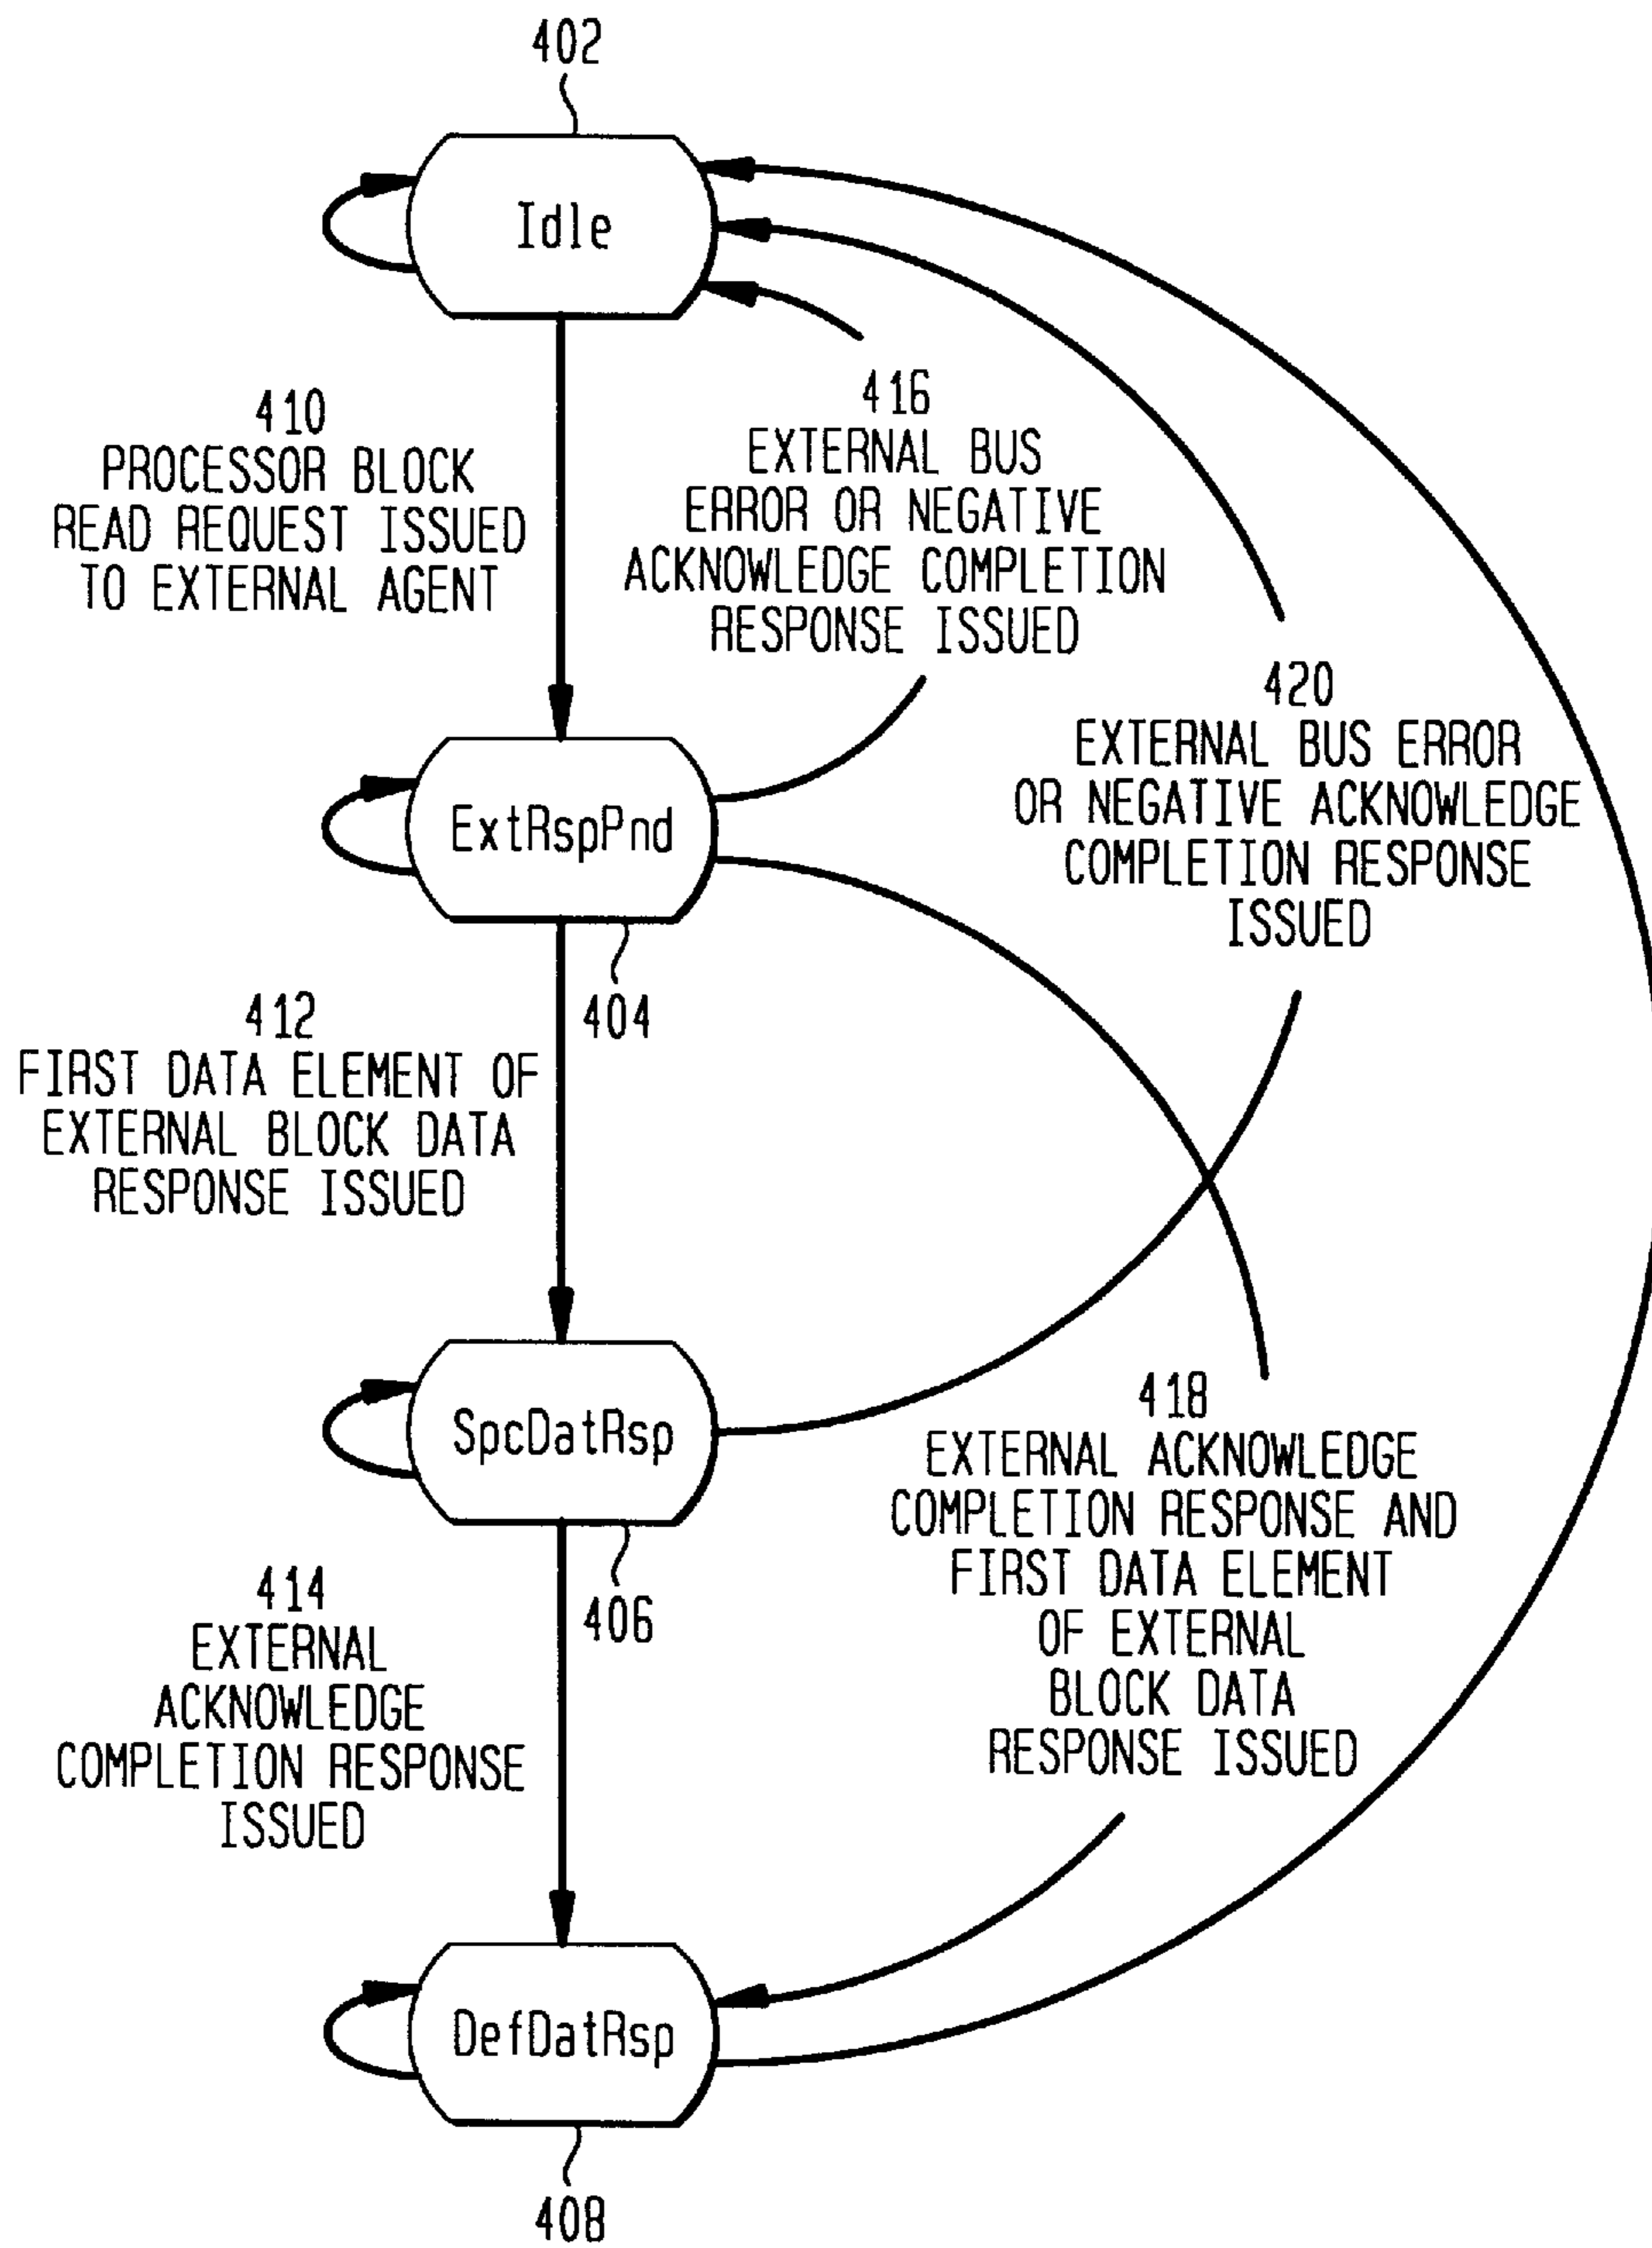 402
Idle
410
PROCESSOR BLOCK
READ REQUEST ISSUED
TO EXTERNAL AGENT
416
EXTERNAL BUS
ERROR OR NEGATIVE
ACKNOWLEDGE COMPLETION
RESPONSE ISSUED
420
EXTERNAL BUS ERROR
OR NEGATIVE ACKNOWLEDGE
COMPLETION RESPONSE
ISSUED
ExtRspPnd
404
412
FIRST DATA ELEMENT OF
EXTERNAL BLOCK DATA
RESPONSE ISSUED
SpcDatRsp
406
418
EXTERNAL ACKNOWLEDGE
COMPLETION RESPONSE AND
FIRST DATA ELEMENT
OF EXTERNAL
BLOCK DATA
RESPONSE ISSUED
414
EXTERNAL
ACKNOWLEDGE
COMPLETION RESPONSE
ISSUED
DefDatRsp
408